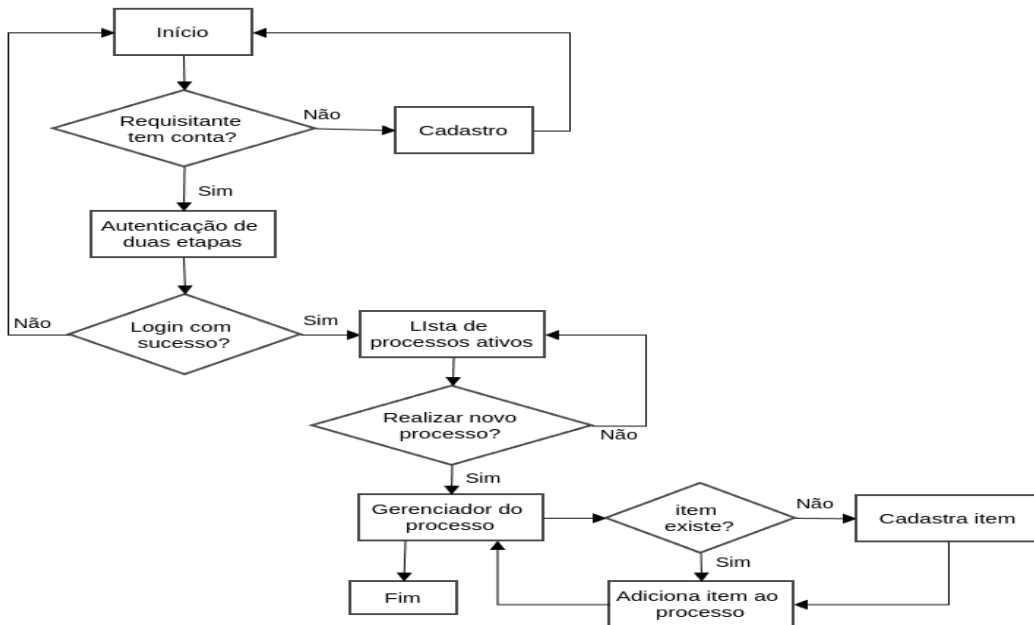 Início
Requisitante
tem conta?
Não
Cadastro
Sim
Autenticação de
duas etapas
Não
Login com
sucesso?
Sim
LIsta de
processos ativos
Realizar novo
processo?
Não
Sim
Gerenciador do
processo
item
existe?
Não
Cadastra item
Sim
Fim
Adiciona item ao
processo